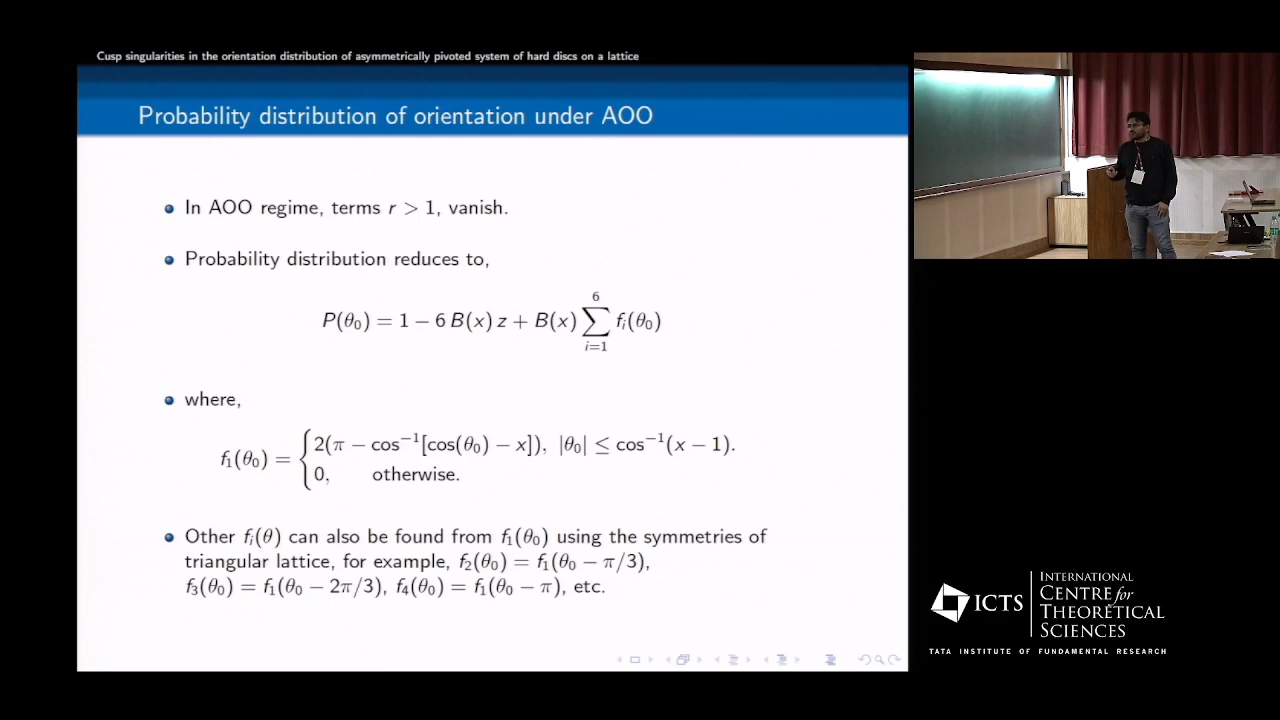 Cusp singularities in the orientation distribution of asymmetrically pivoted system of hard discs on a lattice
Probability distribution of orientation under AOO
In AOO regime, terms r > 1, vanish.
Probability distribution reduces to,
P(θ₀) = 1 − 6 B(x) z + B(x) ∑_{i=1}^{6} f_i(θ₀)
where,
f₁(θ₀) = { 2(π − cos⁻¹[cos(θ₀) − x]), |θ₀| ≤ cos⁻¹(x − 1).
0, otherwise.
Other f_i(θ) can also be found from f₁(θ₀) using the symmetries of
triangular lattice, for example, f₂(θ₀) = f₁(θ₀ − π/3),
f₃(θ₀) = f₁(θ₀ − 2π/3), f₄(θ₀) = f₁(θ₀ − π), etc.
ICTS
INTERNATIONAL
CENTRE for
THEORETICAL
SCIENCES
TATA INSTITUTE OF FUNDAMENTAL RESEARCH